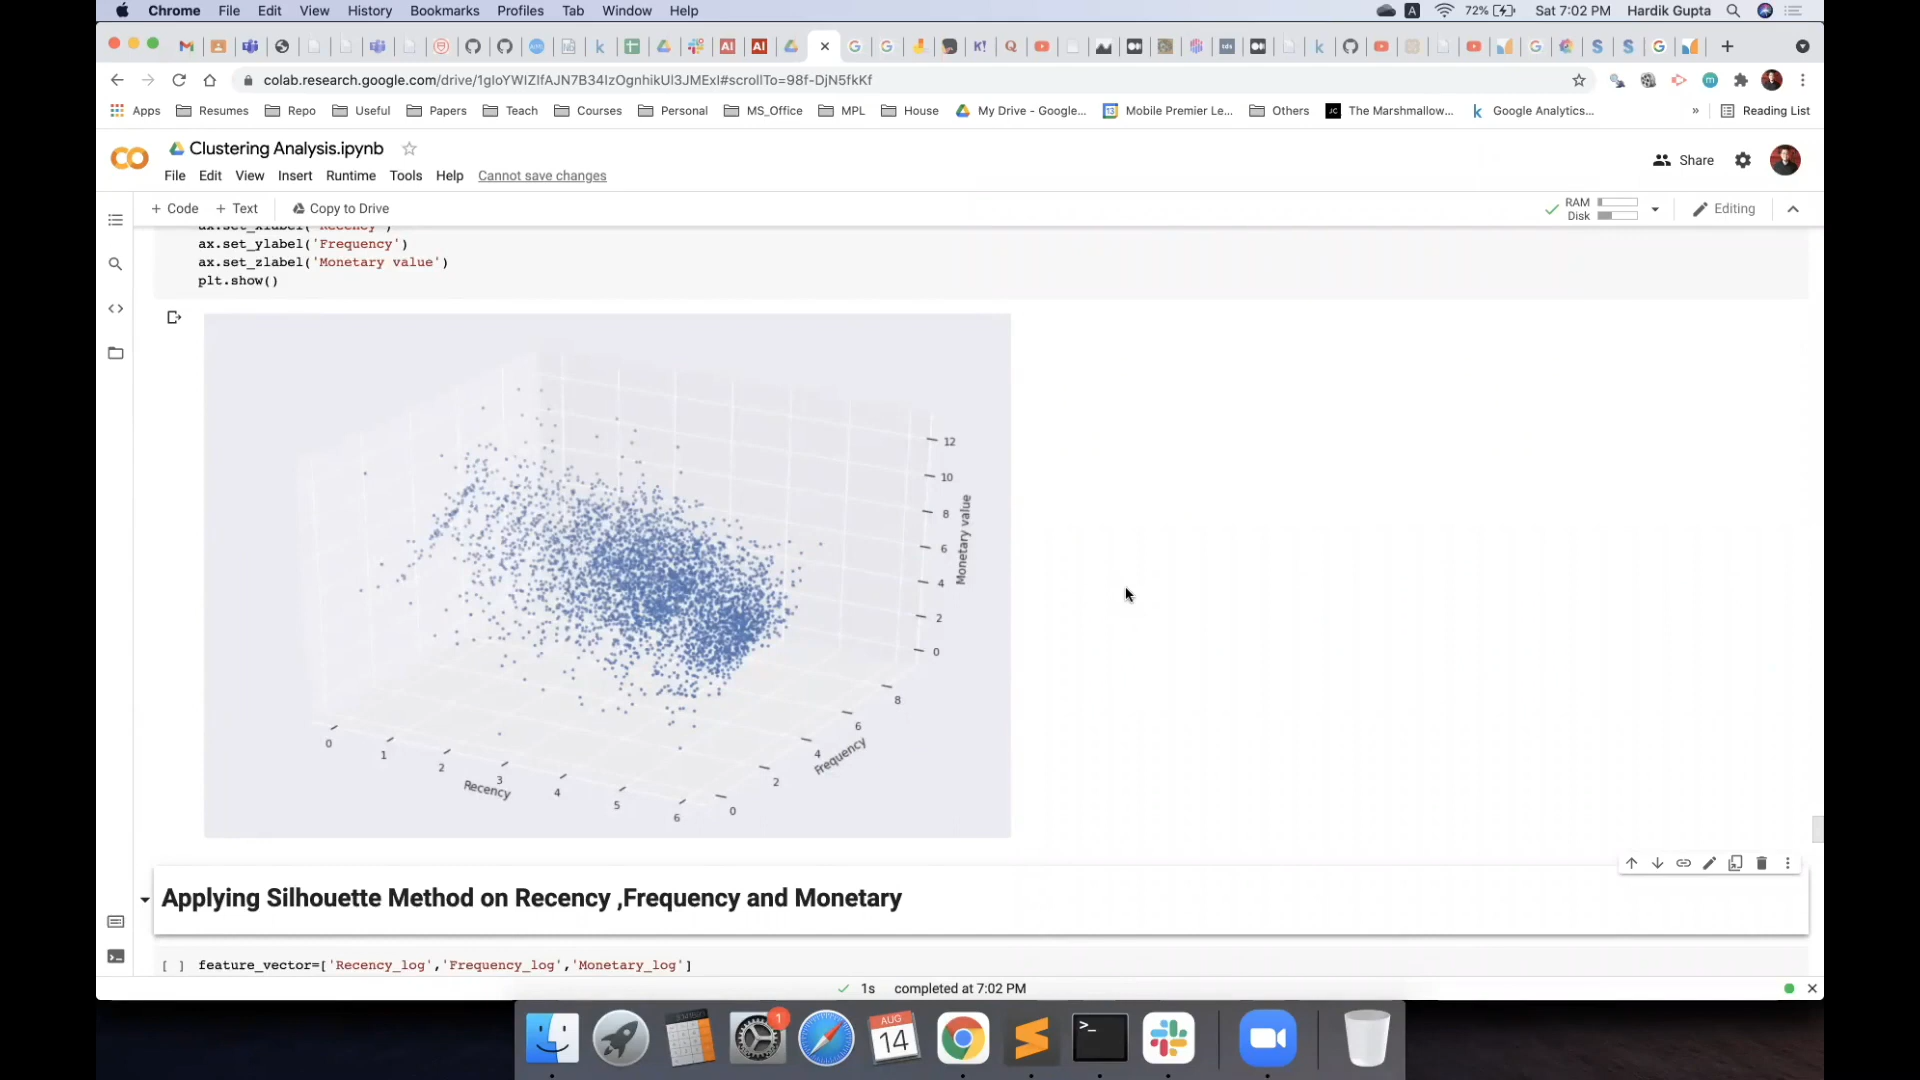 Chrome File Edit View History Bookmarks Profiles Tab Window Help
A 72% Sat 7:02 PM Hardik Gupta
colab.research.google.com/drive/1gIoYWIZIfAJN7B34IzOgnhikUl3JMExI#scrollTo=98f-DjN5fkKf
Apps Resumes Repo Useful Papers Teach Courses Personal MS_Office MPL House My Drive - Google... Mobile Premier Le... Others The Marshmallow... Google Analytics... » Reading List
Clustering Analysis.ipynb
Share
File Edit View Insert Runtime Tools Help Cannot save changes
+ Code + Text Copy to Drive
RAM
Disk
Editing
ax.set_xlabel('Recency')
ax.set_ylabel('Frequency')
ax.set_zlabel('Monetary value')
plt.show()
12
10
8
6
4
2
0
Monetary value
8
6
4
2
0
Frequency
0
1
2
3
4
5
6
Recency
Applying Silhouette Method on Recency ,Frequency and Monetary
[ ] feature_vector=['Recency_log','Frequency_log','Monetary_log']
1s completed at 7:02 PM
1
AUG
14